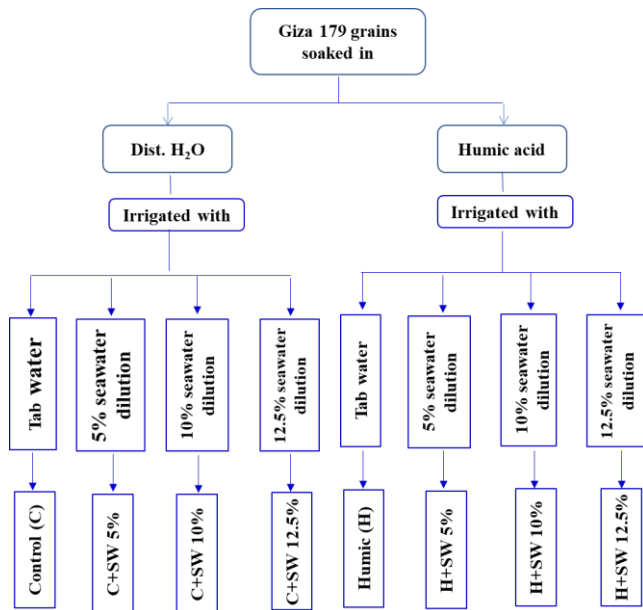 Giza 179 grains
soaked in
Dist. H₂O
Humic acid
Irrigated with
Irrigated with
Tab water
5% seawater
dilution
10% seawater
dilution
12.5% seawater
dilution
Tab water
5% seawater
dilution
10% seawater
dilution
12.5% seawater
dilution
Control (C)
C+SW 5%
C+SW 10%
C+SW 12.5%
Humic (H)
H+SW 5%
H+SW 10%
H+SW 12.5%